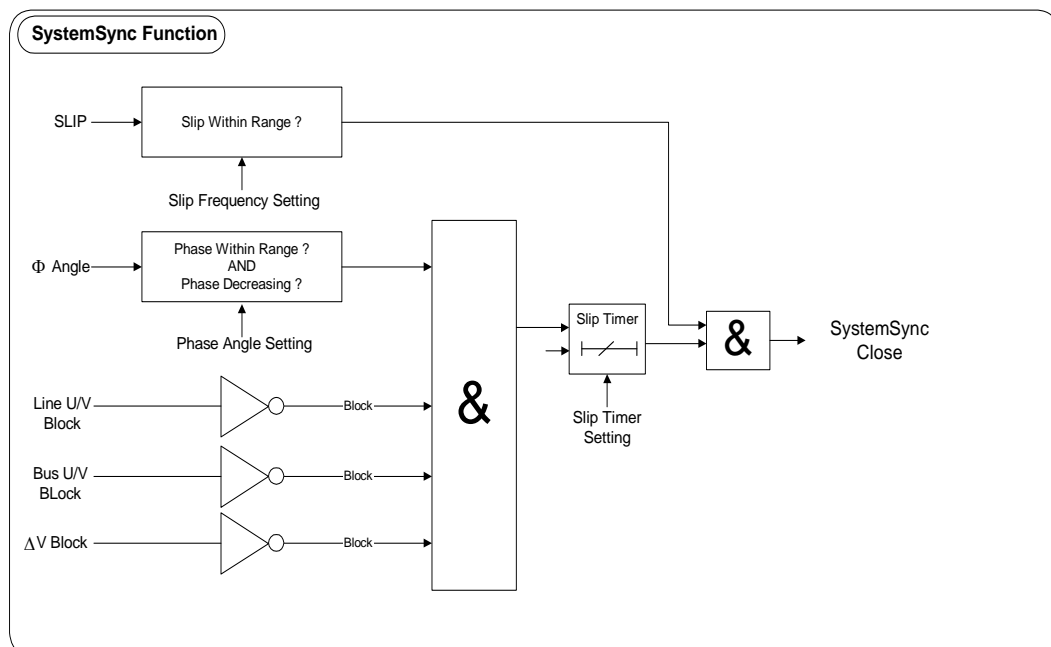 SystemSync Function
SLIP
Slip Within Range ?
Slip Frequency Setting
Φ Angle
Phase Within Range ?
AND
Phase Decreasing ?
Phase Angle Setting
Line U/V
Block
Block
Bus U/V
BLock
Block
ΔV Block
Block
&
Slip Timer
Slip Timer
Setting
&
SystemSync
Close